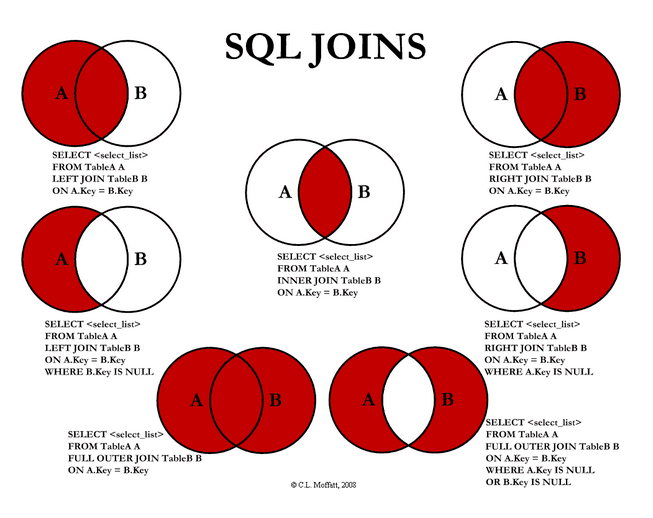 SQL JOINS
A B
SELECT <select_list>
FROM TableA A
LEFT JOIN TableB B
ON A.Key = B.Key
A B
SELECT <select_list>
FROM TableA A
RIGHT JOIN TableB B
ON A.Key = B.Key
A B
SELECT <select_list>
FROM TableA A
INNER JOIN TableB B
ON A.Key = B.Key
A B
SELECT <select_list>
FROM TableA A
LEFT JOIN TableB B
ON A.Key = B.Key
WHERE B.Key IS NULL
A B
SELECT <select_list>
FROM TableA A
RIGHT JOIN TableB B
ON A.Key = B.Key
WHERE A.Key IS NULL
A B
SELECT <select_list>
FROM TableA A
FULL OUTER JOIN TableB B
ON A.Key = B.Key
A B
SELECT <select_list>
FROM TableA A
FULL OUTER JOIN TableB B
ON A.Key = B.Key
WHERE A.Key IS NULL
OR B.Key IS NULL
© C.L. Moffatt, 2008